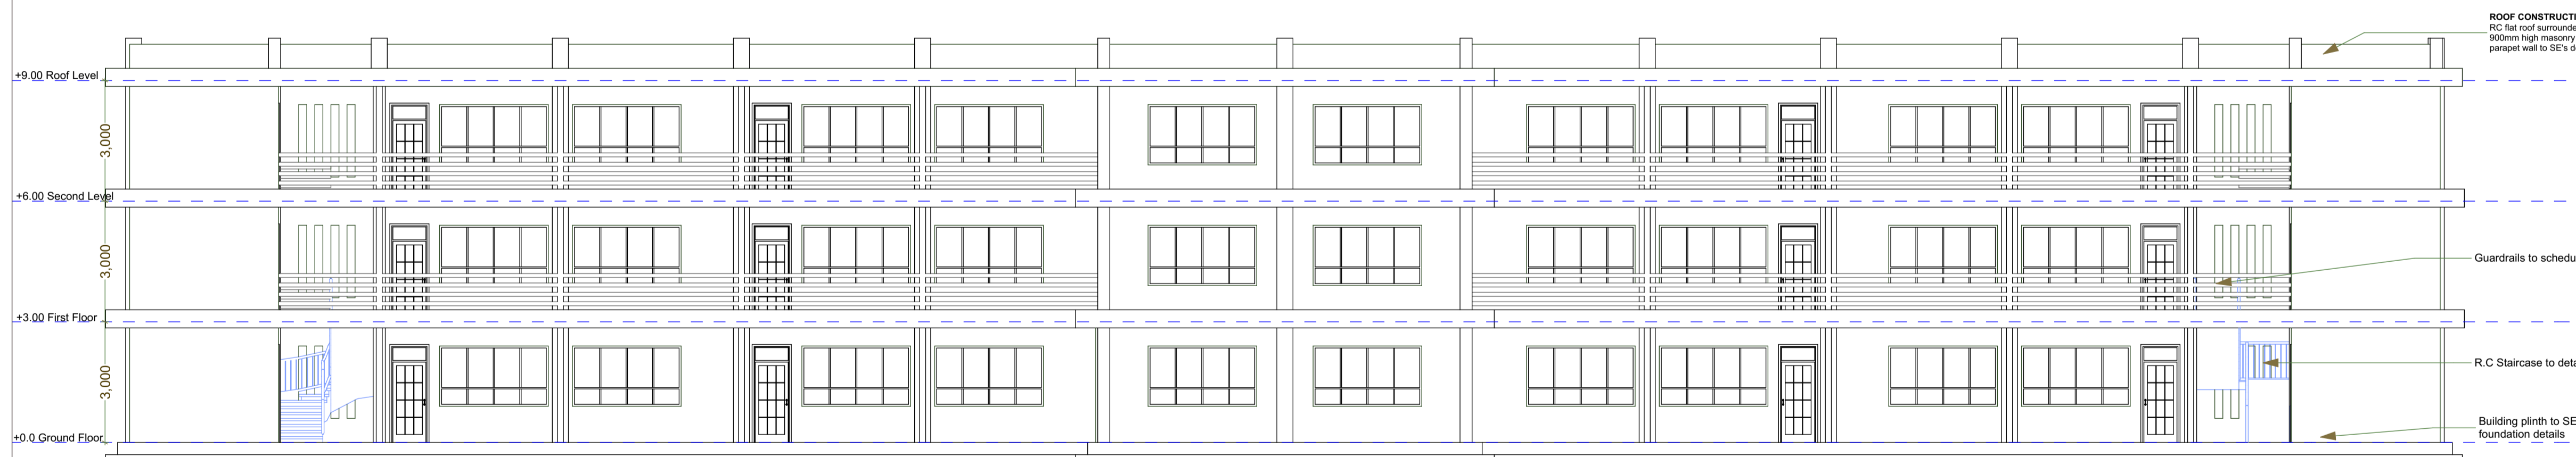 ROOF CONSTRUCTI
RC flat roof surrounde
900mm high masonry
parapet wall to SE's d
+9.00 Roof Level
3,000
+6.00 Second Level
3,000
Guardrails to schedu
+3.00 First Floor
3,000
R.C Staircase to deta
+0.0 Ground Floor
Building plinth to SE
foundation details